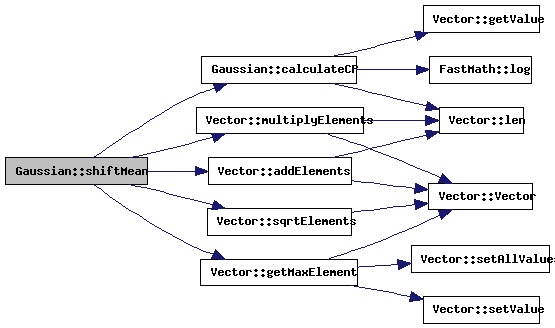 Vector::getValue
Gaussian::calculateCP
FastMath::log
Vector::multiplyElements
Vector::len
Gaussian::shiftMean
Vector::addElements
Vector::Vector
Vector::sqrtElements
Vector::getMaxElement
Vector::setAllValues
Vector::setValue